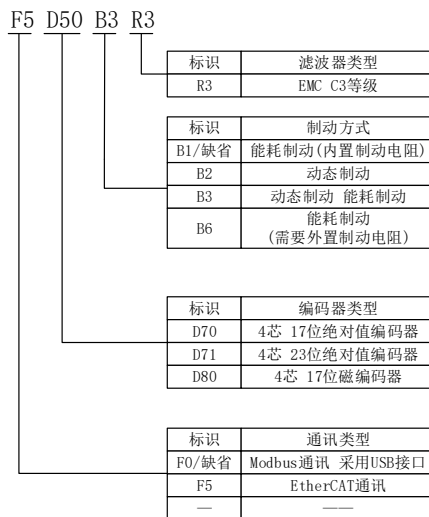 F5 D50 B3 R3
标识 滤波器类型
R3 EMC C3等级
标识 制动方式
B1/缺省 能耗制动(内置制动电阻)
B2 动态制动
B3 动态制动 能耗制动
B6 能耗制动
(需要外置制动电阻)
标识 编码器类型
D70 4芯 17位绝对值编码器
D71 4芯 23位绝对值编码器
D80 4芯 17位磁编码器
标识 通讯类型
F0/缺省 Modbus通讯 采用USB接口
F5 EtherCAT通讯
— ——